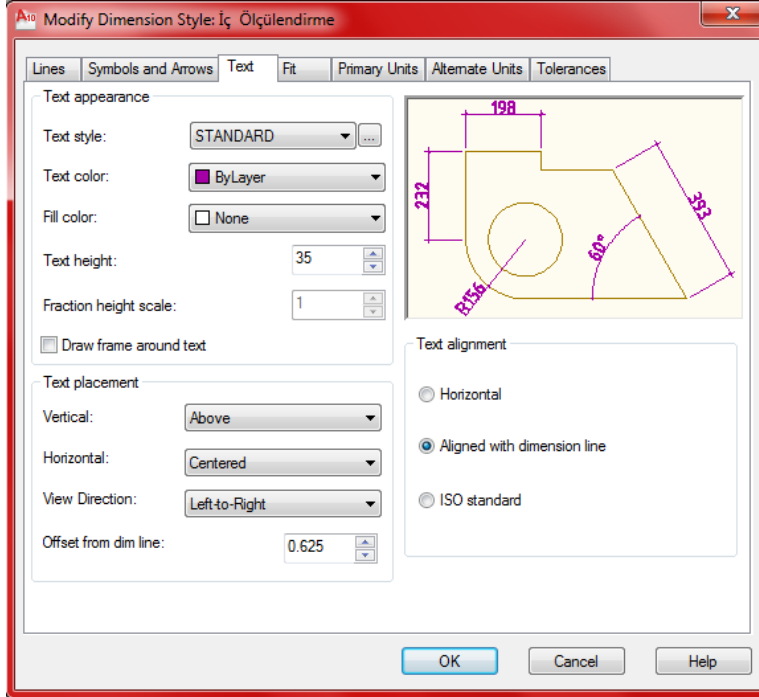 A10 Modify Dimension Style: İç Ölçülendirme
Lines Symbols and Arrows Text Fit Primary Units Alternate Units Tolerances
Text appearance
Text style: STANDARD ...
Text color: ByLayer
Fill color: None
Text height: 35
Fraction height scale: 1
Draw frame around text
198
232
393
60°
R156
Text placement
Vertical: Above
Horizontal: Centered
View Direction: Left-to-Right
Offset from dim line: 0.625
Text alignment
Horizontal
Aligned with dimension line
ISO standard
OK Cancel Help